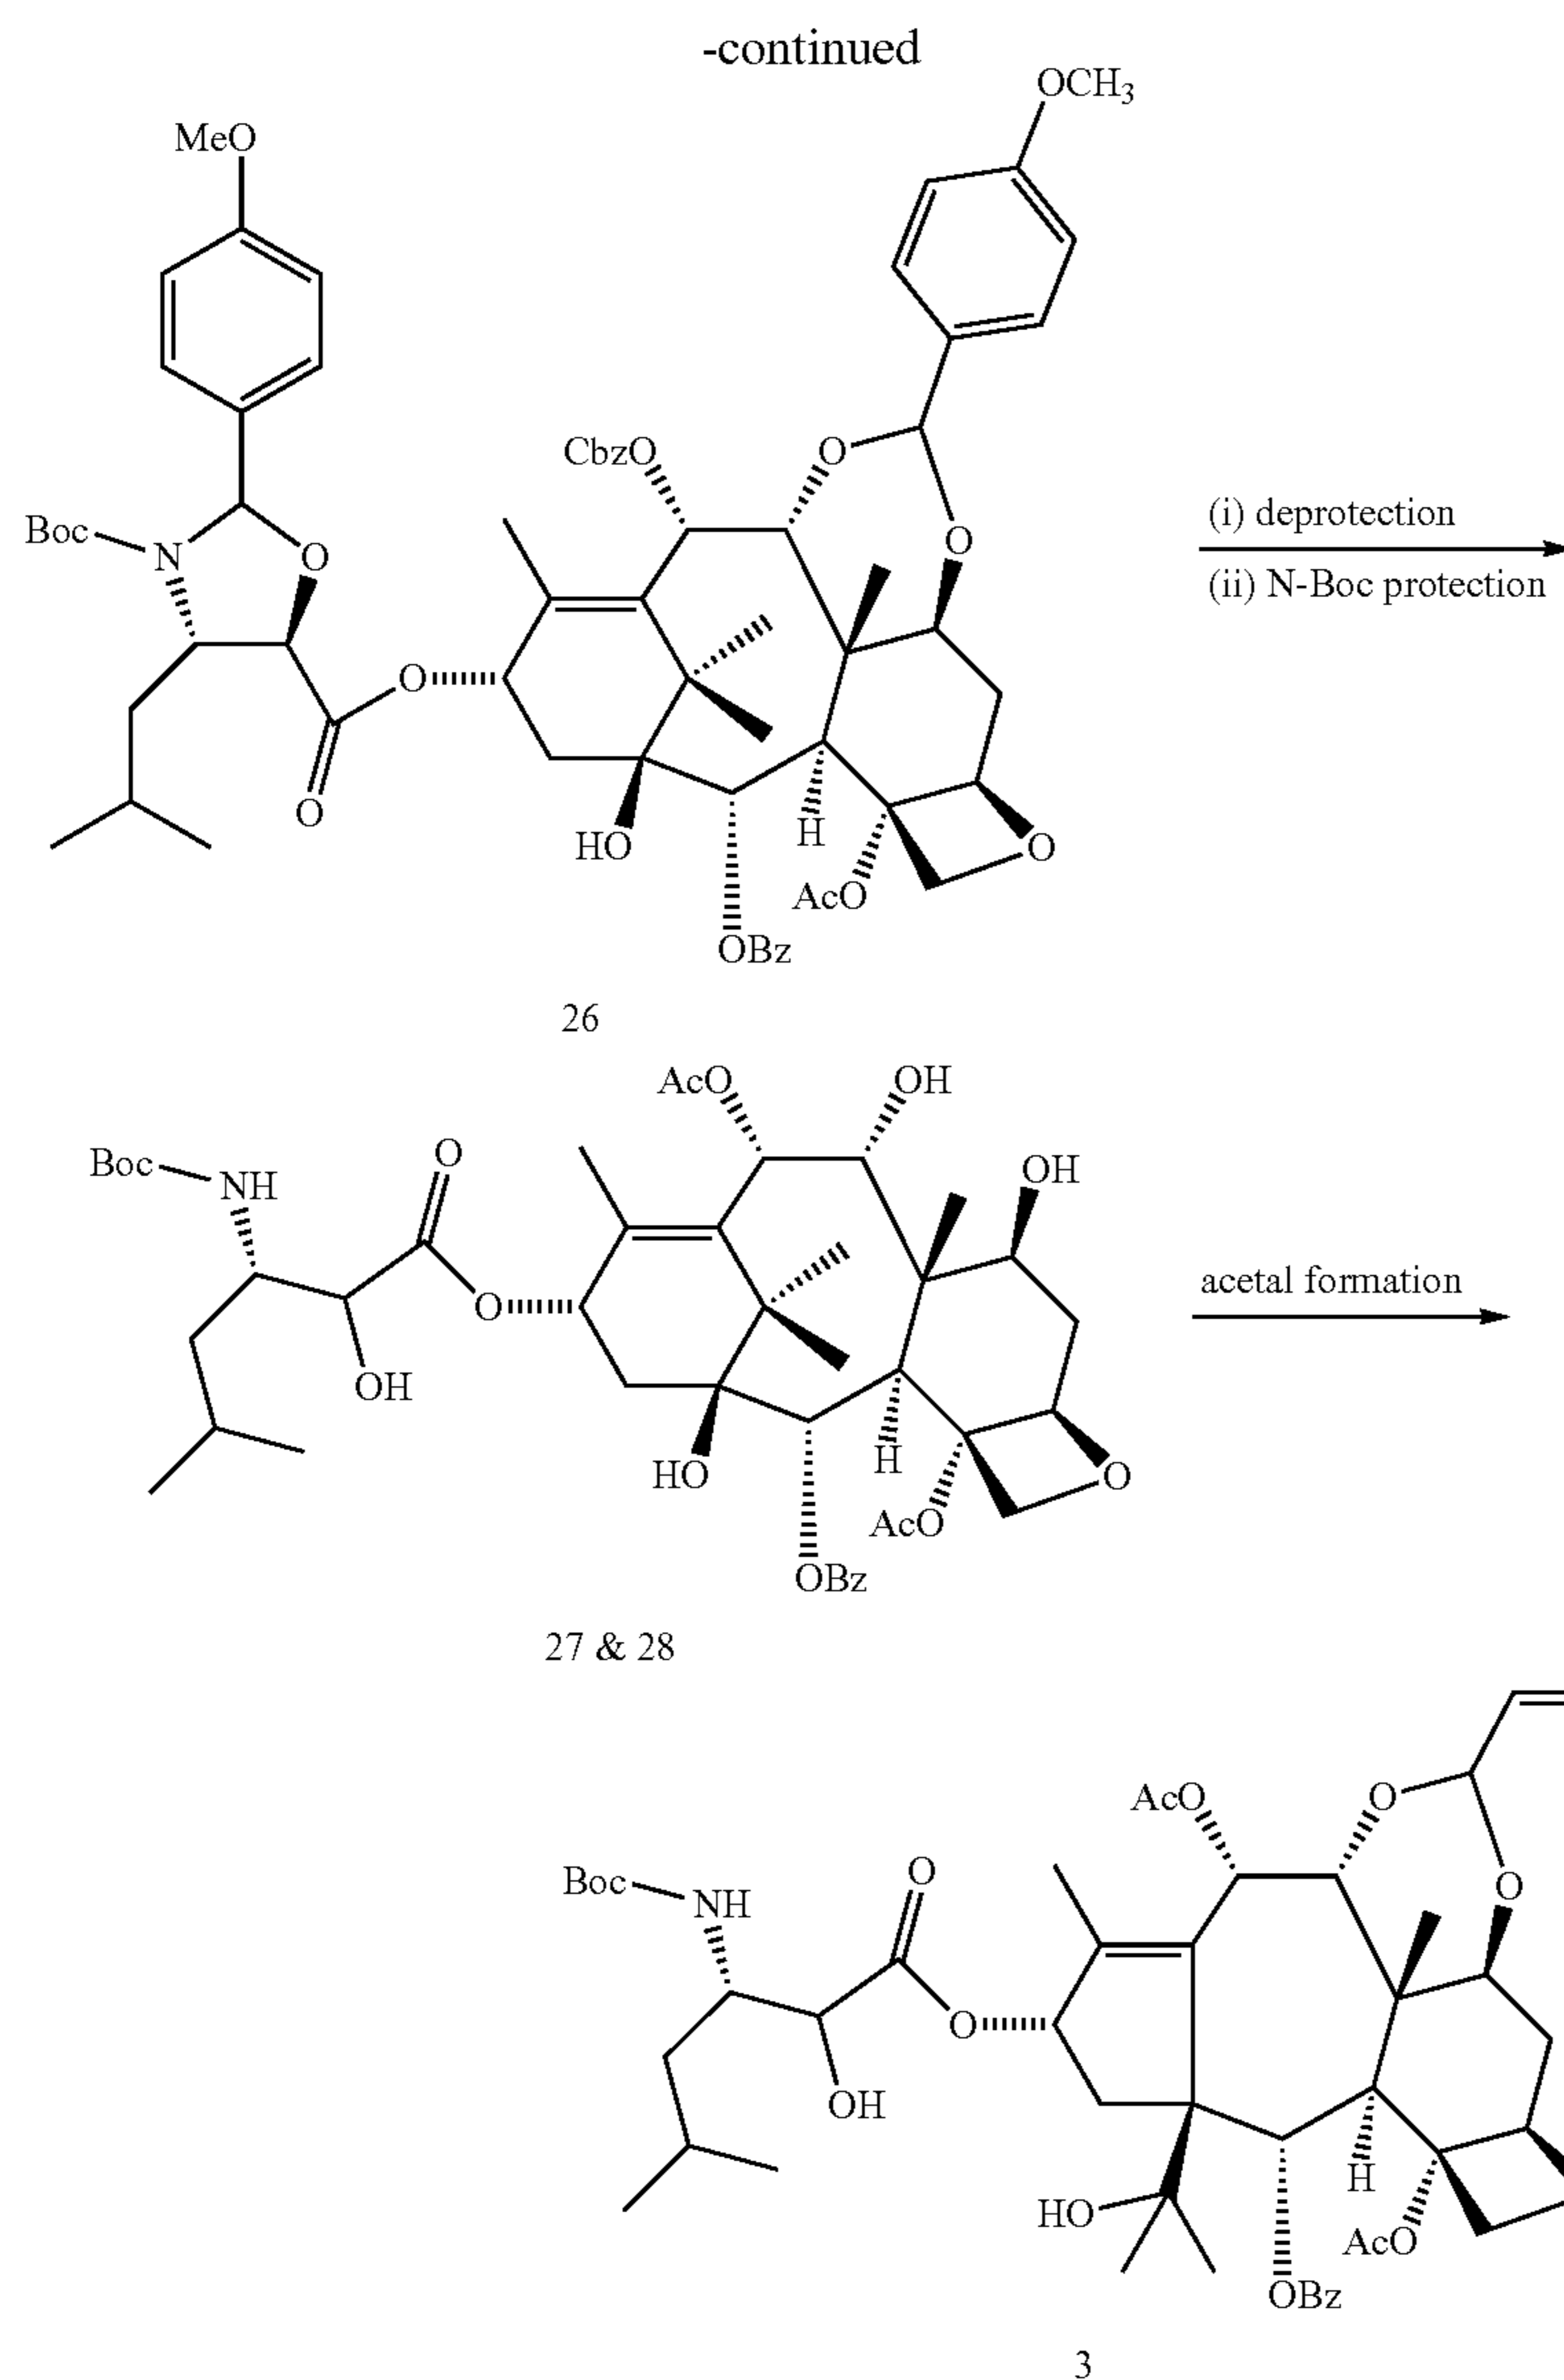 -continued
OCH3
MeO
CbzO
O
O
Boc
N
O
(i) deprotection
(ii) N-Boc protection
O
O
HO
H
O
AcO
OBz
26
AcO
OH
Boc
NH
O
OH
O
acetal formation
OH
HO
H
O
AcO
OBz
27 & 28
AcO
O
Boc
NH
O
O
O
OH
HO
H
AcO
OBz
3